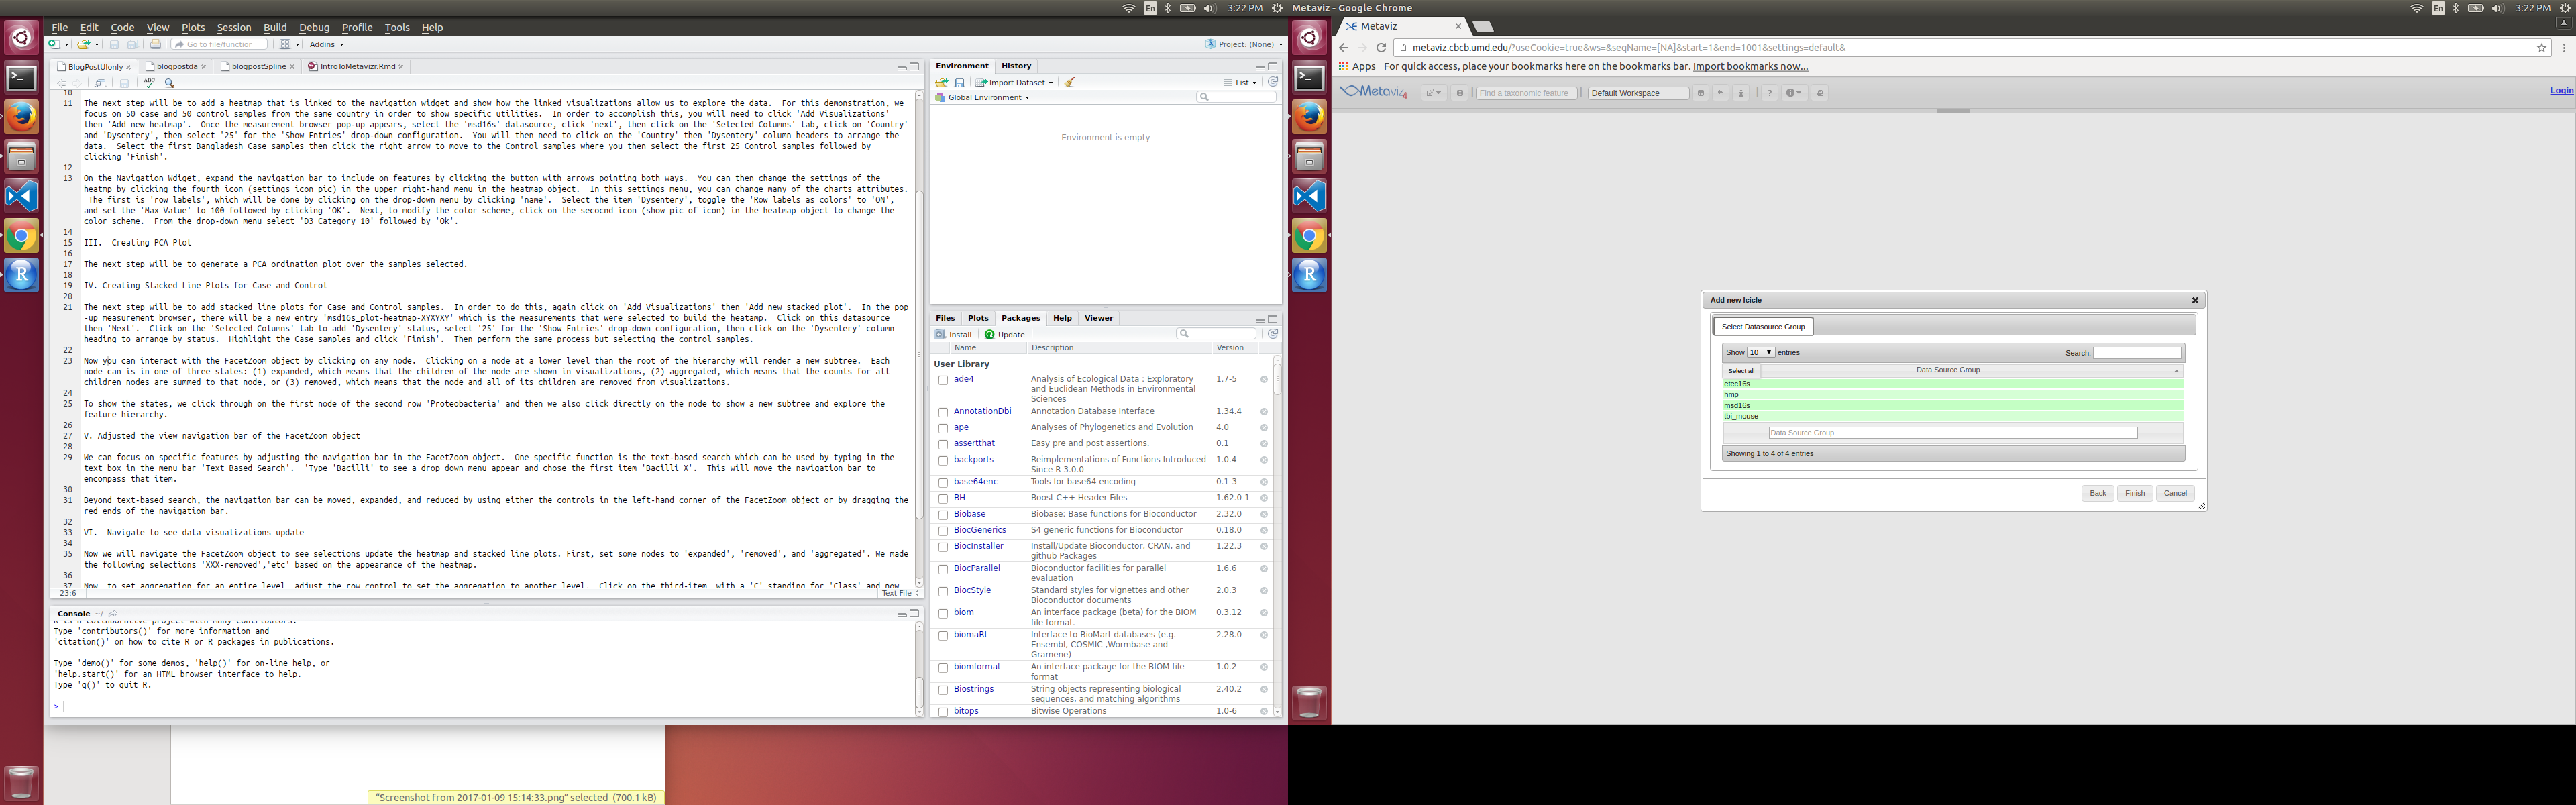 En
3:22 PM
Metaviz - Google Chrome
En
3:22 PM
File Edit Code View Plots Session Build Debug Profile Tools Help
Go to file/function
Addins
Project: (None)
BlogPostUIonly
blogpostda
blogpostSpline
IntroToMetavizr.Rmd
10
11 The next step will be to add a heatmap that is linked to the navigation widget and show how the linked visualizations allow us to explore the data.  For this demonstration, we
focus on 50 case and 50 control samples from the same country in order to show specific utilities.  In order to accomplish this, you will need to click 'Add Visualizations'
then 'Add new heatmap'.  Once the measurement browser pop-up appears, select the 'msd16s' datasource, click 'next', then click on the 'Selected Columns' tab, click on 'Country'
and 'Dysentery', then select '25' for the 'Show Entries' drop-down configuration.  You will then need to click on the 'Country' then 'Dysentery' column headers to arrange the
data.  Select the first Bangladesh Case samples then click the right arrow to move to the Control samples where you then select the first 25 Control samples followed by
clicking 'Finish'.
12
13 On the Navigation Wdiget, expand the navigation bar to include on features by clicking the button with arrows pointing both ways.  You can then change the settings of the
heatmp by clicking the fourth icon (settings icon pic) in the upper right-hand menu in the heatmap object.  In this settings menu, you can change many of the charts attributes.
The first is 'row labels', which will be done by clicking on the drop-down menu by clicking 'name'.  Select the item 'Dysentery', toggle the 'Row labels as colors' to 'ON',
and set the 'Max Value' to 100 followed by clicking 'OK'.  Next, to modify the color scheme, click on the secocnd icon (show pic of icon) in the heatmap object to change the
color scheme.  From the drop-down menu select 'D3 Category 10' followed by 'Ok'.
14
15 III.  Creating PCA Plot
16
17 The next step will be to generate a PCA ordination plot over the samples selected.
18
19 IV. Creating Stacked Line Plots for Case and Control
20
21 The next step will be to add stacked line plots for Case and Control samples.  In order to do this, again click on 'Add Visualizations' then 'Add new stacked plot'.  In the pop
-up measurement browser, there will be a new entry 'msd16s_plot-heatmap-XYXYXY' which is the measurements that were selected to build the heatamp.  Click on this datasource
then 'Next'.  Click on the 'Selected Columns' tab to add 'Dysentery' status, select '25' for the 'Show Entries' drop-down configuration, then click on the 'Dysentery' column
heading to arrange by status.  Highlight the Case samples and click 'Finish'.  Then perform the same process but selecting the control samples.
22
23 Now you can interact with the FacetZoom object by clicking on any node.  Clicking on a node at a lower level than the root of the hierarchy will render a new subtree.  Each
node can is in one of three states: (1) expanded, which means that the children of the node are shown in visualizations, (2) aggregated, which means that the counts for all
children nodes are summed to that node, or (3) removed, which means that the node and all of its children are removed from visualizations.
24
25 To show the states, we click through on the first node of the second row 'Proteobacteria' and then we also click directly on the node to show a new subtree and explore the
feature hierarchy.
26
27 V. Adjusted the view navigation bar of the FacetZoom object
28
29 We can focus on specific features by adjusting the navigation bar in the FacetZoom object.  One specific function is the text-based search which can be used by typing in the
text box in the menu bar 'Text Based Search'.  'Type 'Bacilli' to see a drop down menu appear and chose the first item 'Bacilli X'.  This will move the navigation bar to
encompass that item.
30
31 Beyond text-based search, the navigation bar can be moved, expanded, and reduced by using either the controls in the left-hand corner of the FacetZoom object or by dragging the
red ends of the navigation bar.
32
33 VI.  Navigate to see data visualizations update
34
35 Now we will navigate the FacetZoom object to see selections update the heatmap and stacked line plots. First, set some nodes to 'expanded', 'removed', and 'aggregated'. We made
the following selections 'XXX-removed','etc' based on the appearance of the heatmap.
36
37 Now, to set aggregation for an entire level, adjust the row control to set the aggregation to another level.  Click on the third-item, with a 'C' standing for 'Class' and now
23:6
Text File
Console ~/
R is a collaborative project with many contributors.
Type 'contributors()' for more information and
'citation()' on how to cite R or R packages in publications.
Type 'demo()' for some demos, 'help()' for on-line help, or
'help.start()' for an HTML browser interface to help.
Type 'q()' to quit R.
>
Environment History
Import Dataset
List
Global Environment
Environment is empty
Files Plots Packages Help Viewer
Install Update
Name Description Version
User Library
ade4 Analysis of Ecological Data : Exploratory 1.7-5
and Euclidean Methods in Environmental
Sciences
AnnotationDbi Annotation Database Interface 1.34.4
ape Analyses of Phylogenetics and Evolution 4.0
assertthat Easy pre and post assertions. 0.1
backports Reimplementations of Functions Introduced 1.0.4
Since R-3.0.0
base64enc Tools for base64 encoding 0.1-3
BH Boost C++ Header Files 1.62.0-1
Biobase Biobase: Base functions for Bioconductor 2.32.0
BiocGenerics S4 generic functions for Bioconductor 0.18.0
BiocInstaller Install/Update Bioconductor, CRAN, and 1.22.3
github Packages
BiocParallel Bioconductor facilities for parallel 1.6.6
evaluation
BiocStyle Standard styles for vignettes and other 2.0.3
Bioconductor documents
biom An interface package (beta) for the BIOM 0.3.12
file format.
biomaRt Interface to BioMart databases (e.g. 2.28.0
Ensembl, COSMIC ,Wormbase and
Gramene)
biomformat An interface package for the BIOM file 1.0.2
format
Biostrings String objects representing biological 2.40.2
sequences, and matching algorithms
bitops Bitwise Operations 1.0-6
"Screenshot from 2017-01-09 15:14:33.png" selected (700.1 kB)
Metaviz
metaviz.cbcb.umd.edu/?useCookie=true&ws=&seqName=[NA]&start=1&end=1001&settings=default&
Apps For quick access, place your bookmarks here on the bookmarks bar. Import bookmarks now...
Metaviz 4
Find a taxonomic feature
Default Workspace
?
Login
Add new Icicle
Select Datasource Group
Show 10 entries
Search:
Select all
Data Source Group
etec16s
hmp
msd16s
tbi_mouse
Data Source Group
Showing 1 to 4 of 4 entries
Back Finish Cancel